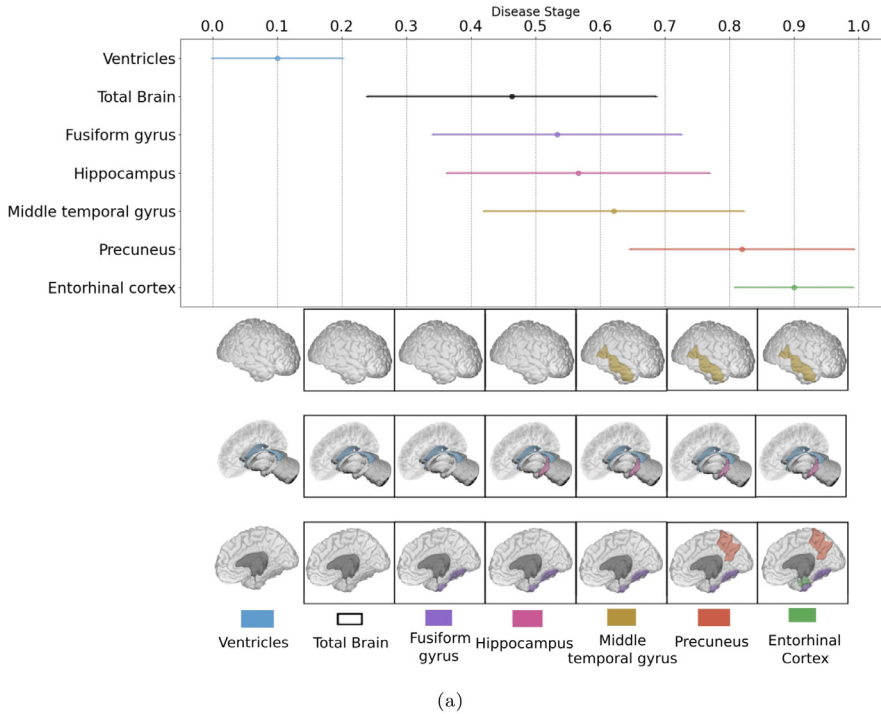 Disease Stage
0.0 0.1 0.2 0.3 0.4 0.5 0.6 0.7 0.8 0.9 1.0
Ventricles
Total Brain
Fusiform gyrus
Hippocampus
Middle temporal gyrus
Precuneus
Entorhinal cortex
Ventricles
Total Brain
Fusiform
gyrus
Hippocampus
Middle
temporal gyrus
Precuneus
Entorhinal
Cortex
(a)